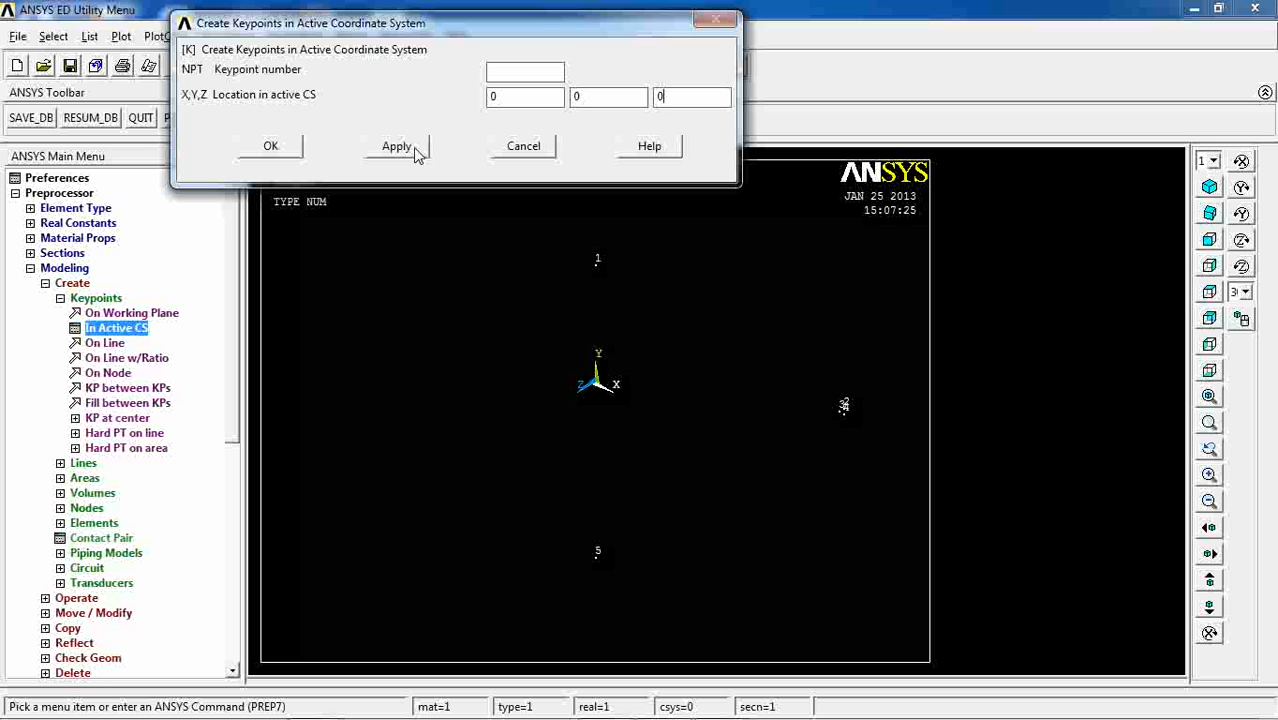 ANSYS ED Utility Menu
File Select List Plot PlotC
Create Keypoints in Active Coordinate System
[K] Create Keypoints in Active Coordinate System
NPT Keypoint number
X,Y,Z Location in active CS 0 0 0
OK Apply Cancel Help
ANSYS Toolbar
SAVE_DB RESUM_DB QUIT P
ANSYS Main Menu
Preferences
Preprocessor
Element Type
Real Constants
Material Props
Sections
Modeling
Create
Keypoints
On Working Plane
In Active CS
On Line
On Line w/Ratio
On Node
KP between KPs
Fill between KPs
KP at center
Hard PT on line
Hard PT on area
Lines
Areas
Volumes
Nodes
Elements
Contact Pair
Piping Models
Circuit
Transducers
Operate
Move / Modify
Copy
Reflect
Check Geom
Delete
TYPE NUM
ANSYS
JAN 25 2013
15:07:25
1
Y
Z X
5
1
Pick a menu item or enter an ANSYS Command (PREP7) mat=1 type=1 real=1 csys=0 secn=1